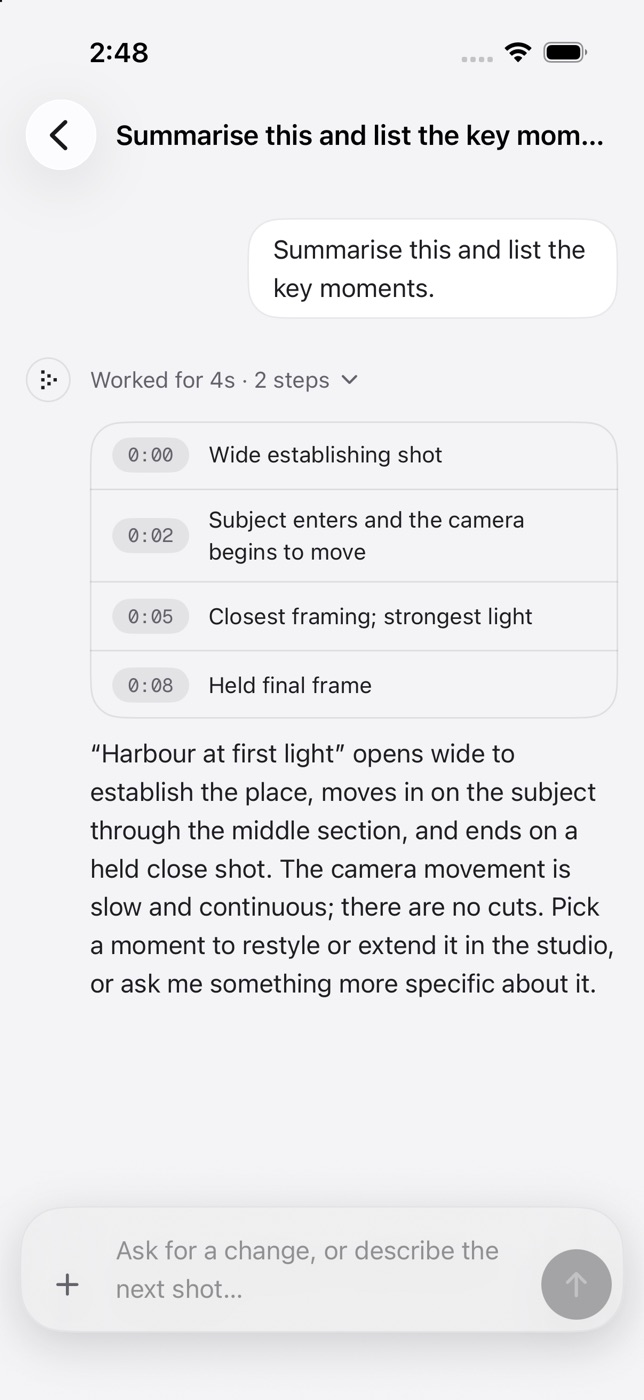 2:48
Summarise this and list the key mom...
Summarise this and list the
key moments.
Worked for 4s · 2 steps
0:00 Wide establishing shot
0:02 Subject enters and the camera
begins to move
0:05 Closest framing; strongest light
0:08 Held final frame
“Harbour at first light” opens wide to
establish the place, moves in on the subject
through the middle section, and ends on a
held close shot. The camera movement is
slow and continuous; there are no cuts. Pick
a moment to restyle or extend it in the studio,
or ask me something more specific about it.
Ask for a change, or describe the
next shot...